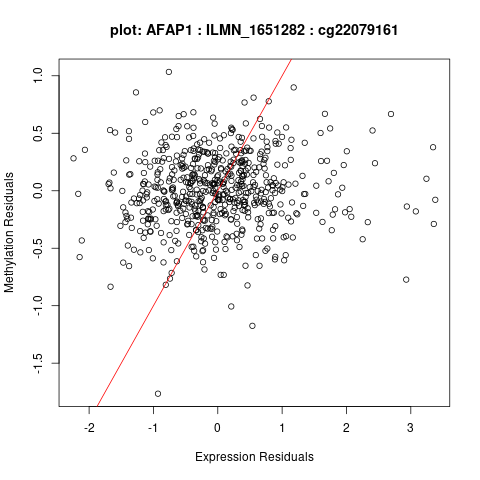 plot: AFAP1 : ILMN_1651282 : cg22079161
Methylation Residuals
1.0
0.5
0.0
-0.5
-1.0
-1.5
-2 -1 0 1 2 3
Expression Residuals